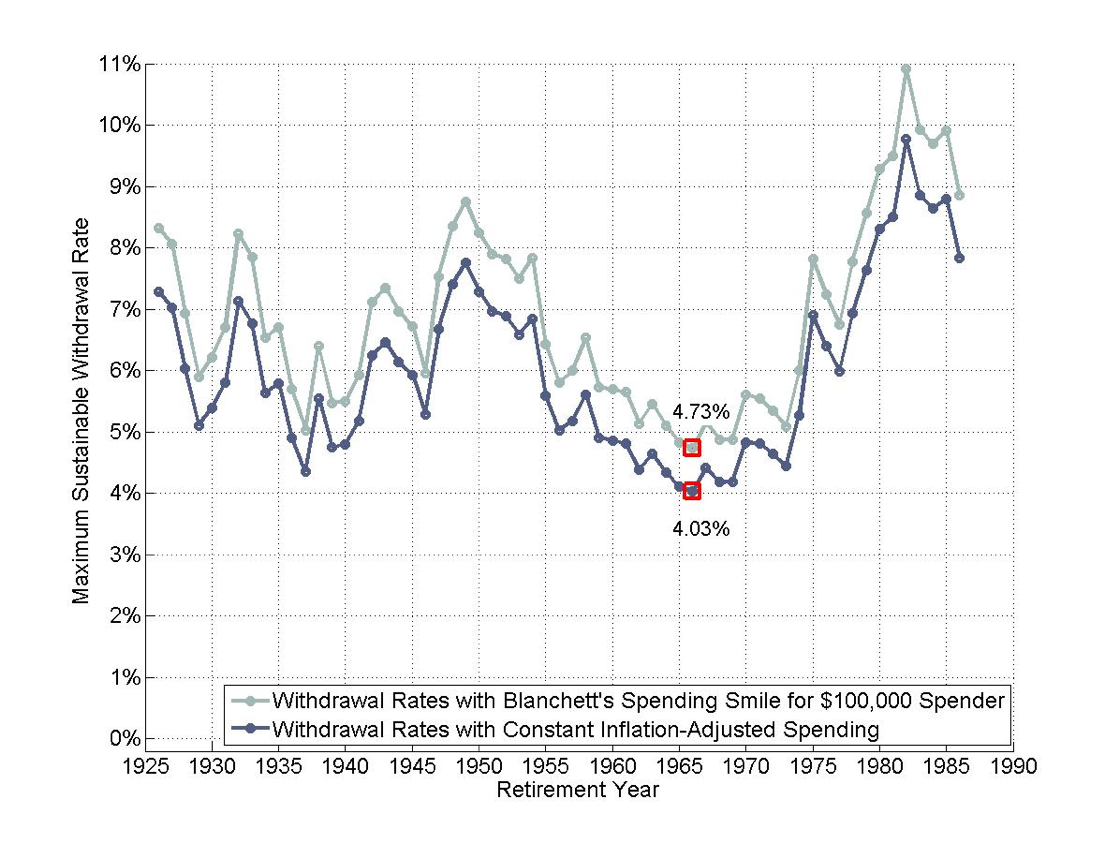 11%
10%
9%
8%
7%
6%
5%
4%
3%
2%
1%
0%
Maximum Sustainable Withdrawal Rate
4.73%
4.03%
Withdrawal Rates with Blanchett's Spending Smile for $100,000 Spender
Withdrawal Rates with Constant Inflation-Adjusted Spending
1925 1930 1935 1940 1945 1950 1955 1960 1965 1970 1975 1980 1985 1990
Retirement Year